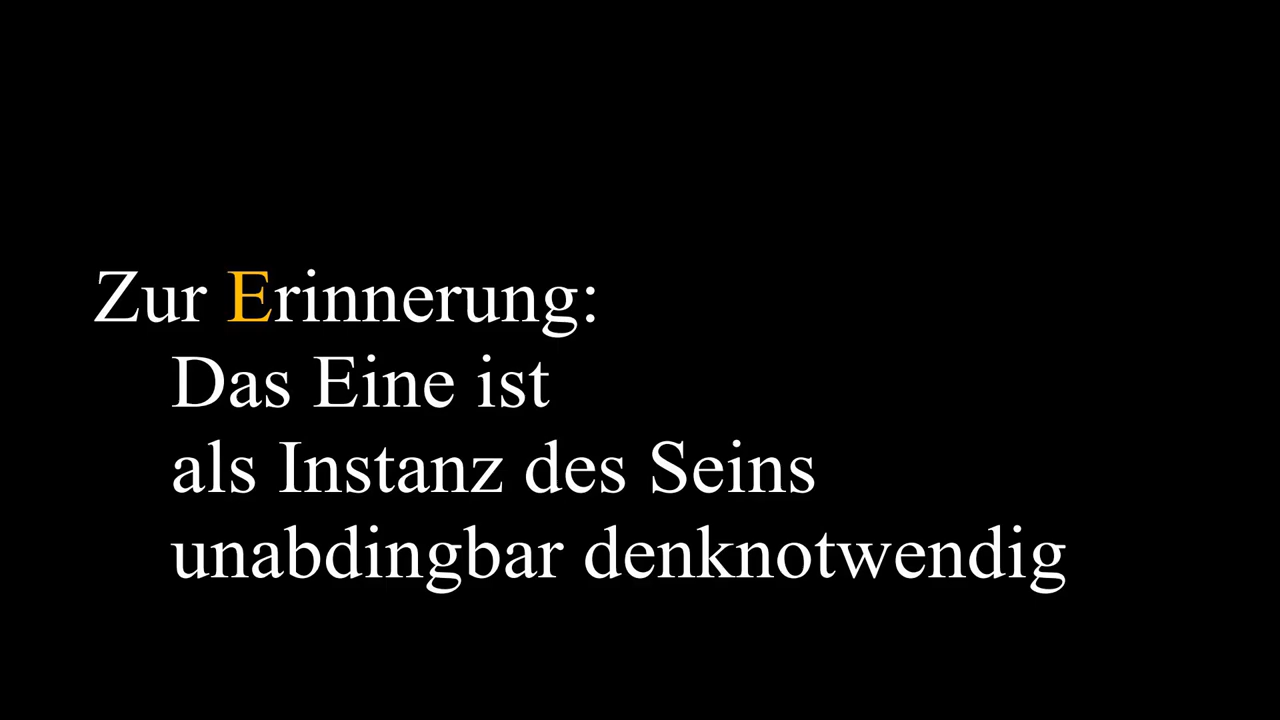 Zur Erinnerung:
Das Eine ist
als Instanz des Seins
unabdingbar denknotwendig